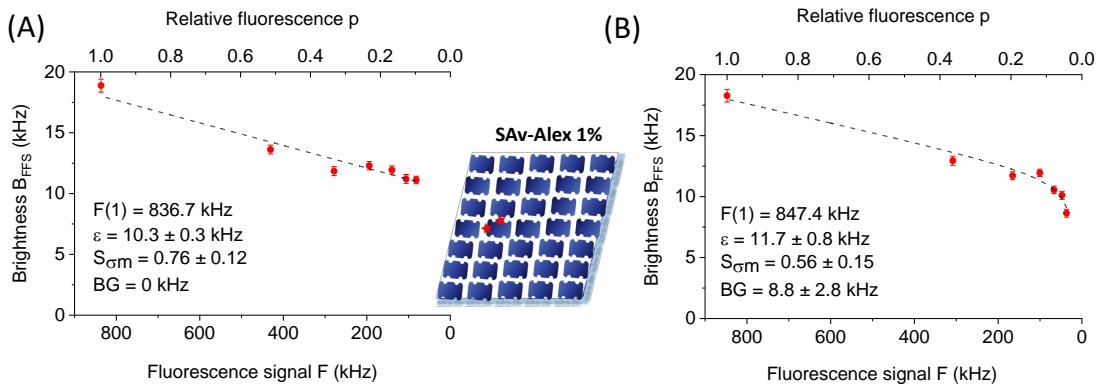 (A)
Relative fluorescence p
1.0 0.8 0.6 0.4 0.2 0.0
20
15
10
5
0
Brightness B_FFS (kHz)
F(1) = 836.7 kHz
ε = 10.3 ± 0.3 kHz
S_σm = 0.76 ± 0.12
BG = 0 kHz
800 600 400 200 0
Fluorescence signal F (kHz)
SAv-Alex 1%
(B)
Relative fluorescence p
1.0 0.8 0.6 0.4 0.2 0.0
20
15
10
5
0
Brightness B_FFS (kHz)
F(1) = 847.4 kHz
ε = 11.7 ± 0.8 kHz
S_σm = 0.56 ± 0.15
BG = 8.8 ± 2.8 kHz
800 600 400 200 0
Fluorescence signal F (kHz)